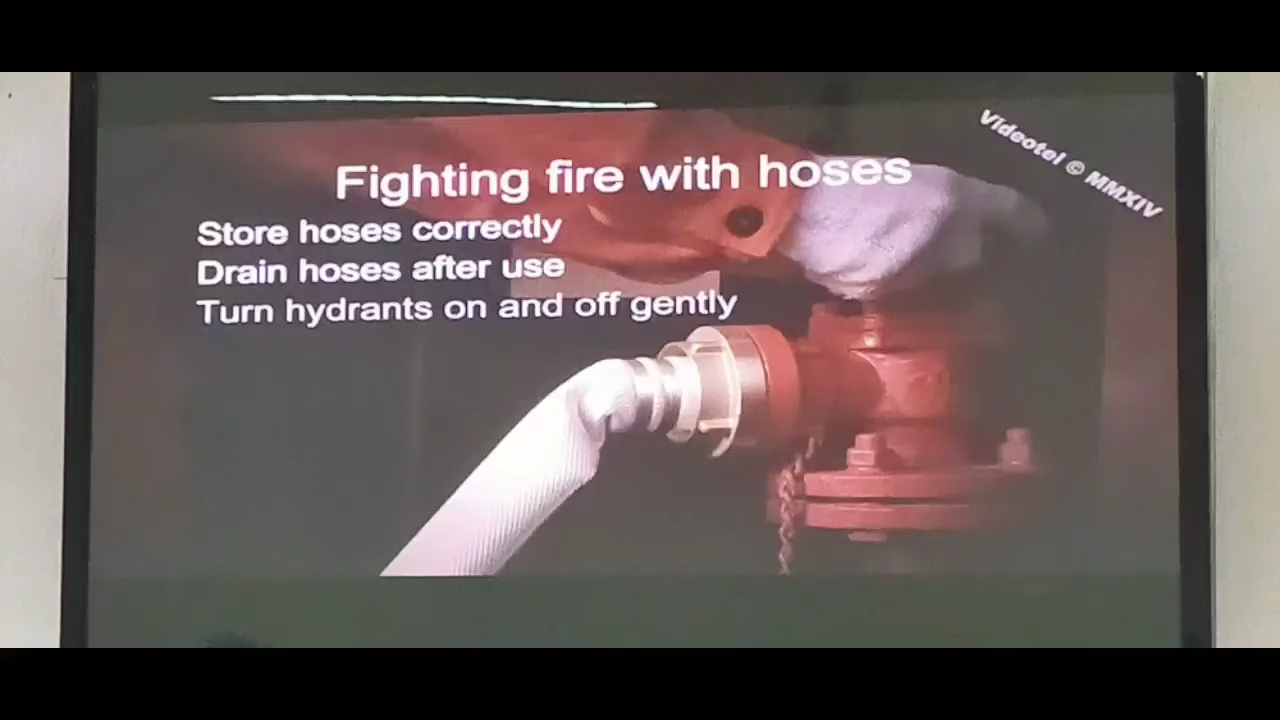 Videotel © MMXIV
Fighting fire with hoses
Store hoses correctly
Drain hoses after use
Turn hydrants on and off gently